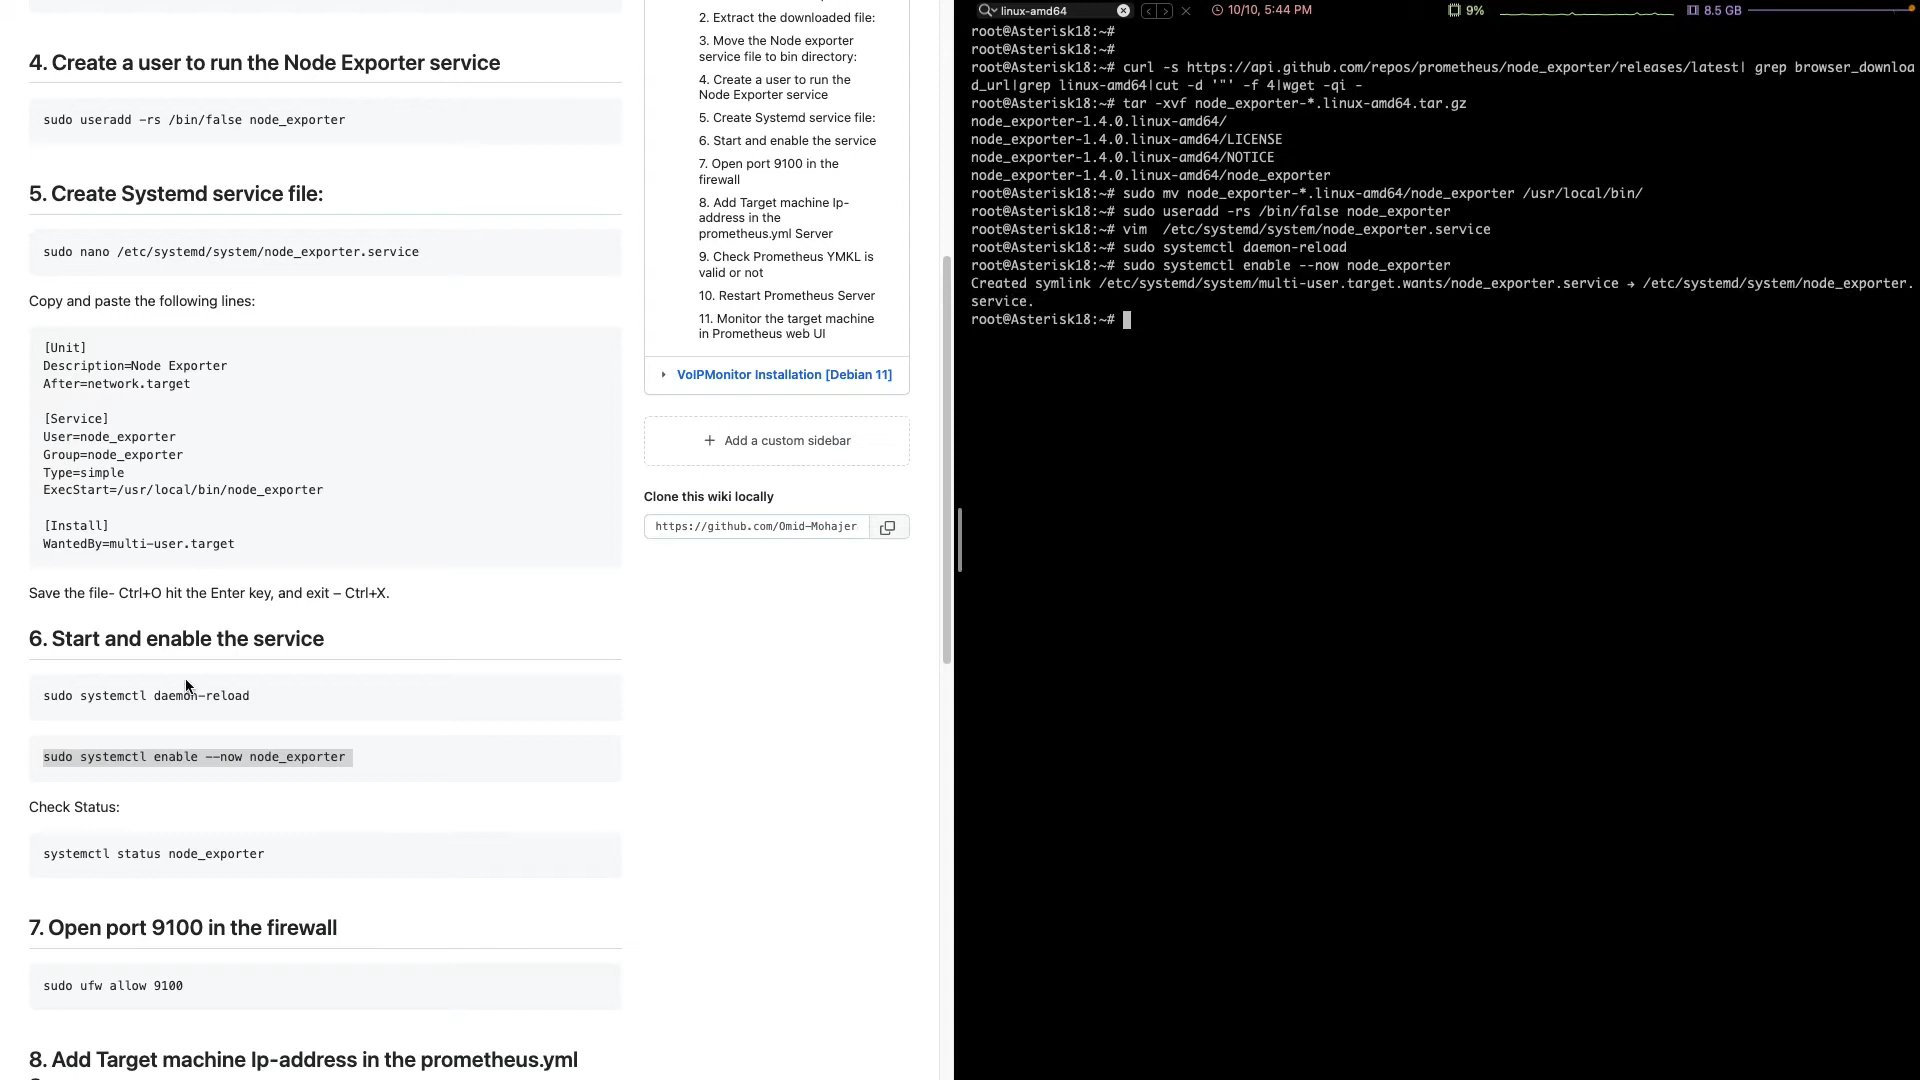 4. Create a user to run the Node Exporter service
sudo useradd -rs /bin/false node_exporter
5. Create Systemd service file:
sudo nano /etc/systemd/system/node_exporter.service
Copy and paste the following lines:
[Unit]
Description=Node Exporter
After=network.target
[Service]
User=node_exporter
Group=node_exporter
Type=simple
ExecStart=/usr/local/bin/node_exporter
[Install]
WantedBy=multi-user.target
Save the file- Ctrl+O hit the Enter key, and exit – Ctrl+X.
6. Start and enable the service
sudo systemctl daemon-reload
sudo systemctl enable --now node_exporter
Check Status:
systemctl status node_exporter
7. Open port 9100 in the firewall
sudo ufw allow 9100
8. Add Target machine Ip-address in the prometheus.yml
2. Extract the downloaded file:
3. Move the Node exporter
service file to bin directory:
4. Create a user to run the
Node Exporter service
5. Create Systemd service file:
6. Start and enable the service
7. Open port 9100 in the
firewall
8. Add Target machine Ip-
address in the
prometheus.yml Server
9. Check Prometheus YMKL is
valid or not
10. Restart Prometheus Server
11. Monitor the target machine
in Prometheus web UI
VoIPMonitor Installation [Debian 11]
Add a custom sidebar
Clone this wiki locally
https://github.com/Omid-Mohajer
linux-amd64
10/10, 5:44 PM
9%
8.5 GB
root@Asterisk18:~#
root@Asterisk18:~#
root@Asterisk18:~# curl -s https://api.github.com/repos/prometheus/node_exporter/releases/latest| grep browser_downloa
d_url|grep linux-amd64|cut -d '"' -f 4|wget -qi -
root@Asterisk18:~# tar -xvf node_exporter-*.linux-amd64.tar.gz
node_exporter-1.4.0.linux-amd64/
node_exporter-1.4.0.linux-amd64/LICENSE
node_exporter-1.4.0.linux-amd64/NOTICE
node_exporter-1.4.0.linux-amd64/node_exporter
root@Asterisk18:~# sudo mv node_exporter-*.linux-amd64/node_exporter /usr/local/bin/
root@Asterisk18:~# sudo useradd -rs /bin/false node_exporter
root@Asterisk18:~# vim  /etc/systemd/system/node_exporter.service
root@Asterisk18:~# sudo systemctl daemon-reload
root@Asterisk18:~# sudo systemctl enable --now node_exporter
Created symlink /etc/systemd/system/multi-user.target.wants/node_exporter.service → /etc/systemd/system/node_exporter.
service.
root@Asterisk18:~#